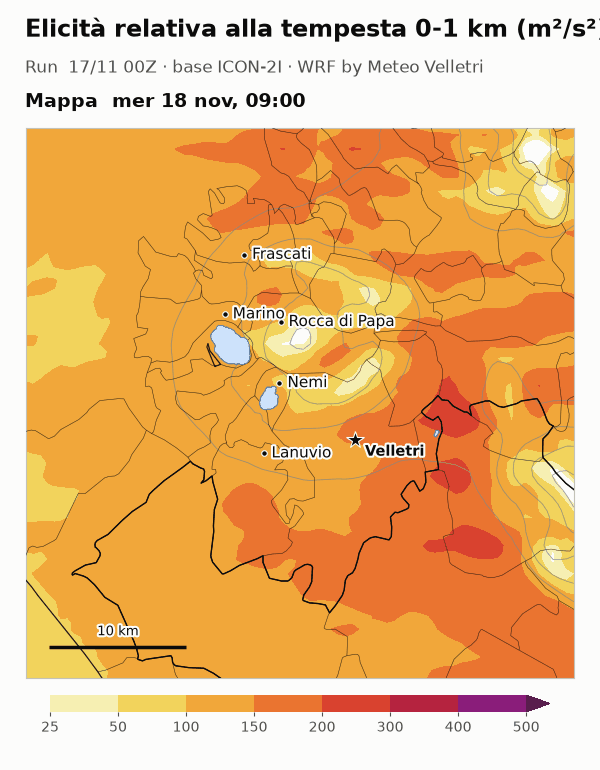 Elicità relativa alla tempesta 0-1 km (m²/s²)
Run  17/11 00Z · base ICON-2I · WRF by Meteo Velletri
Mappa  mer 18 nov, 09:00
Frascati
Marino
Rocca di Papa
Nemi
Velletri
Lanuvio
10 km
25 50 100 150 200 300 400 500